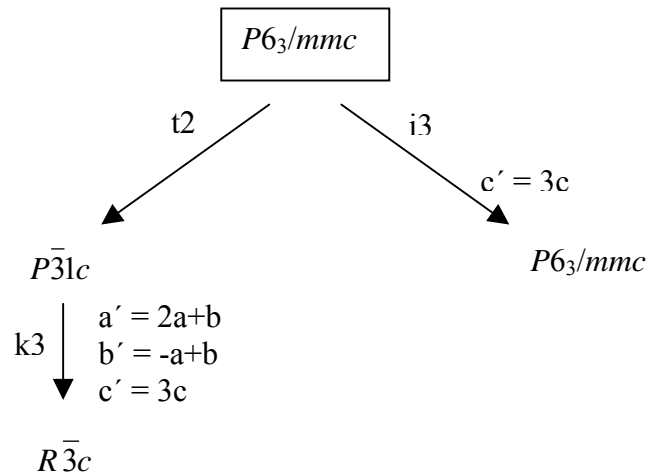 P6₃/mmc
t2
i3
c´ = 3c
P3̅1c
P6₃/mmc
k3
a´ = 2a+b
b´ = -a+b
c´ = 3c
R3̅c